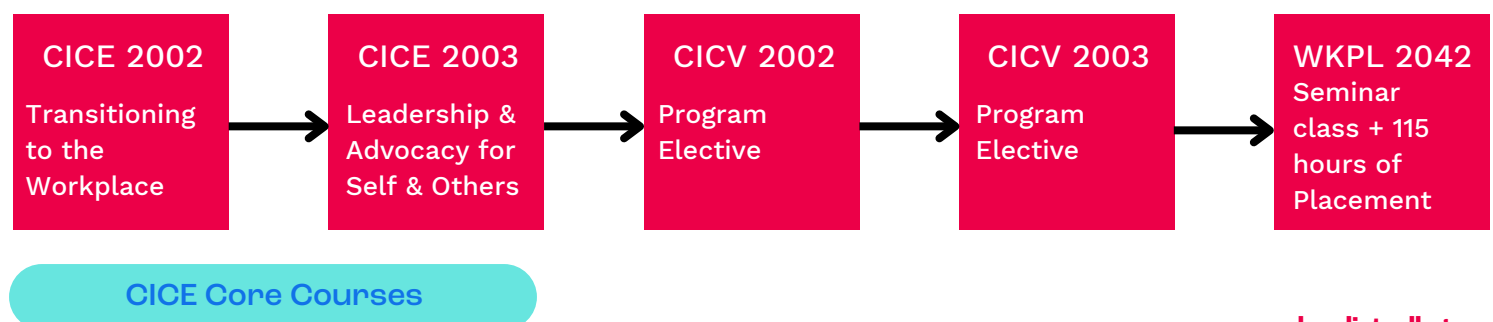 CICE 2002
Transitioning
to the
Workplace
CICE 2003
Leadership &
Advocacy for
Self & Others
CICV 2002
Program
Elective
CICV 2003
Program
Elective
WKPL 2042
Seminar
class + 115
hours of
Placement
CICE Core Courses